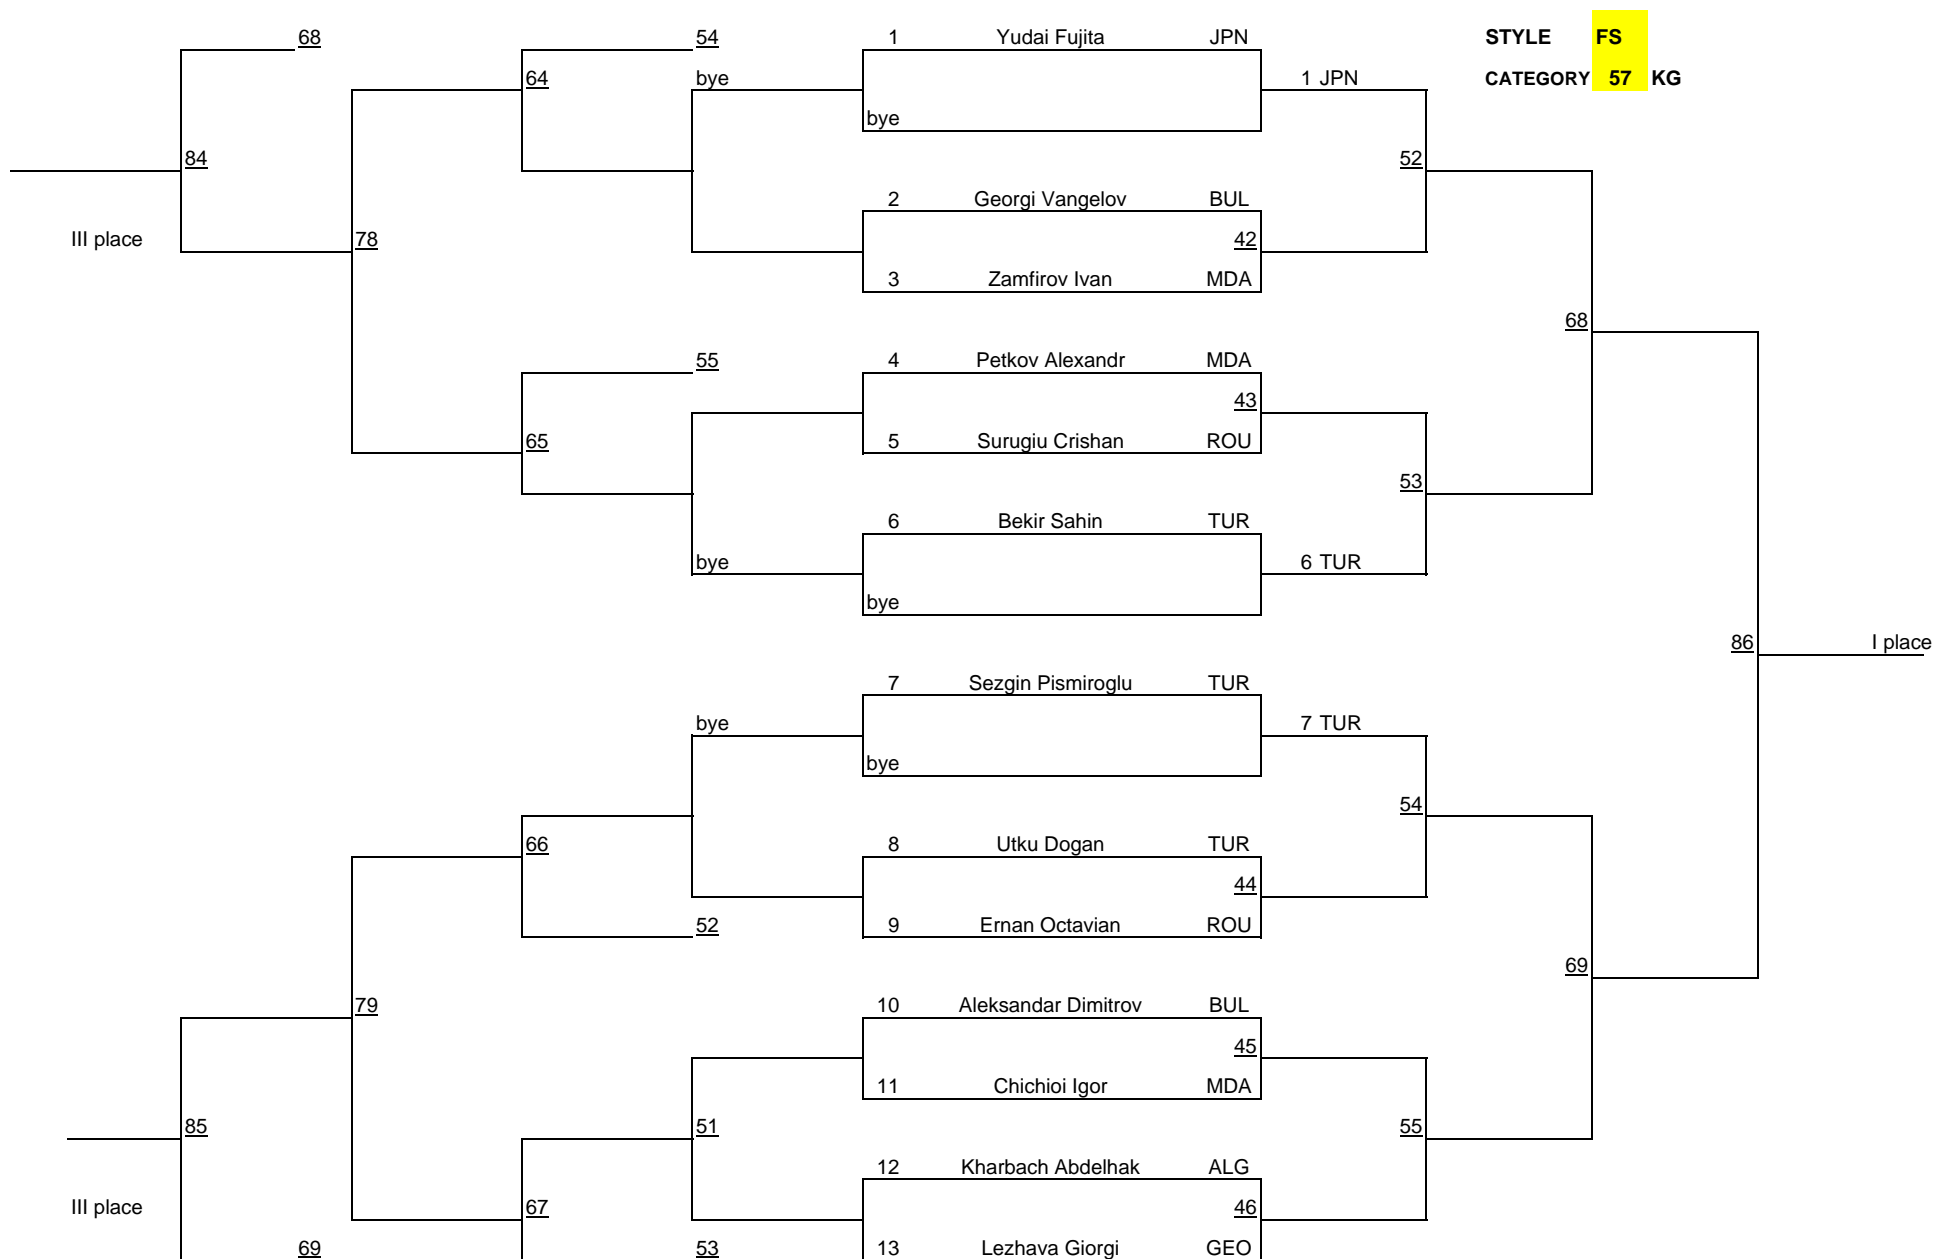 68 54 1 Yudai Fujita JPN STYLE FS
64 bye 1 JPN CATEGORY 57 KG
bye
84 52
2 Georgi Vangelov BUL
III place 78 42
3 Zamfirov Ivan MDA
68
55 4 Petkov Alexandr MDA
43
65 5 Surugiu Crishan ROU
53
6 Bekir Sahin TUR
bye 6 TUR
bye
86 I place
7 Sezgin Pismiroglu TUR
bye 7 TUR
bye
54
66 8 Utku Dogan TUR
44
52 9 Ernan Octavian ROU
69
79 10 Aleksandar Dimitrov BUL
45
11 Chichioi Igor MDA
85 51 55
12 Kharbach Abdelhak ALG
III place 67 46
69 53 13 Lezhava Giorgi GEO